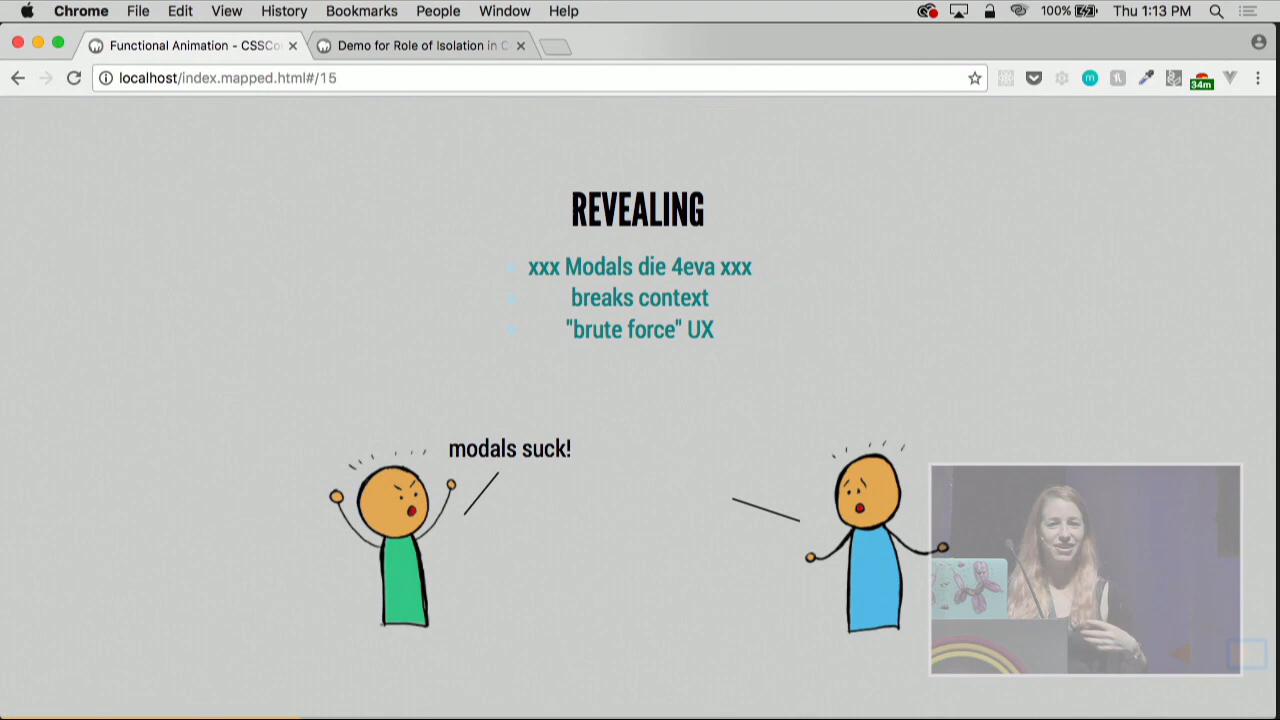 Chrome File Edit View History Bookmarks People Window Help 100% Thu 1:13 PM
Functional Animation - CSSCo Demo for Role of Isolation in C
localhost/index.mapped.html#/15
34m
REVEALING
xxx Modals die 4eva xxx
breaks context
"brute force" UX
modals suck!